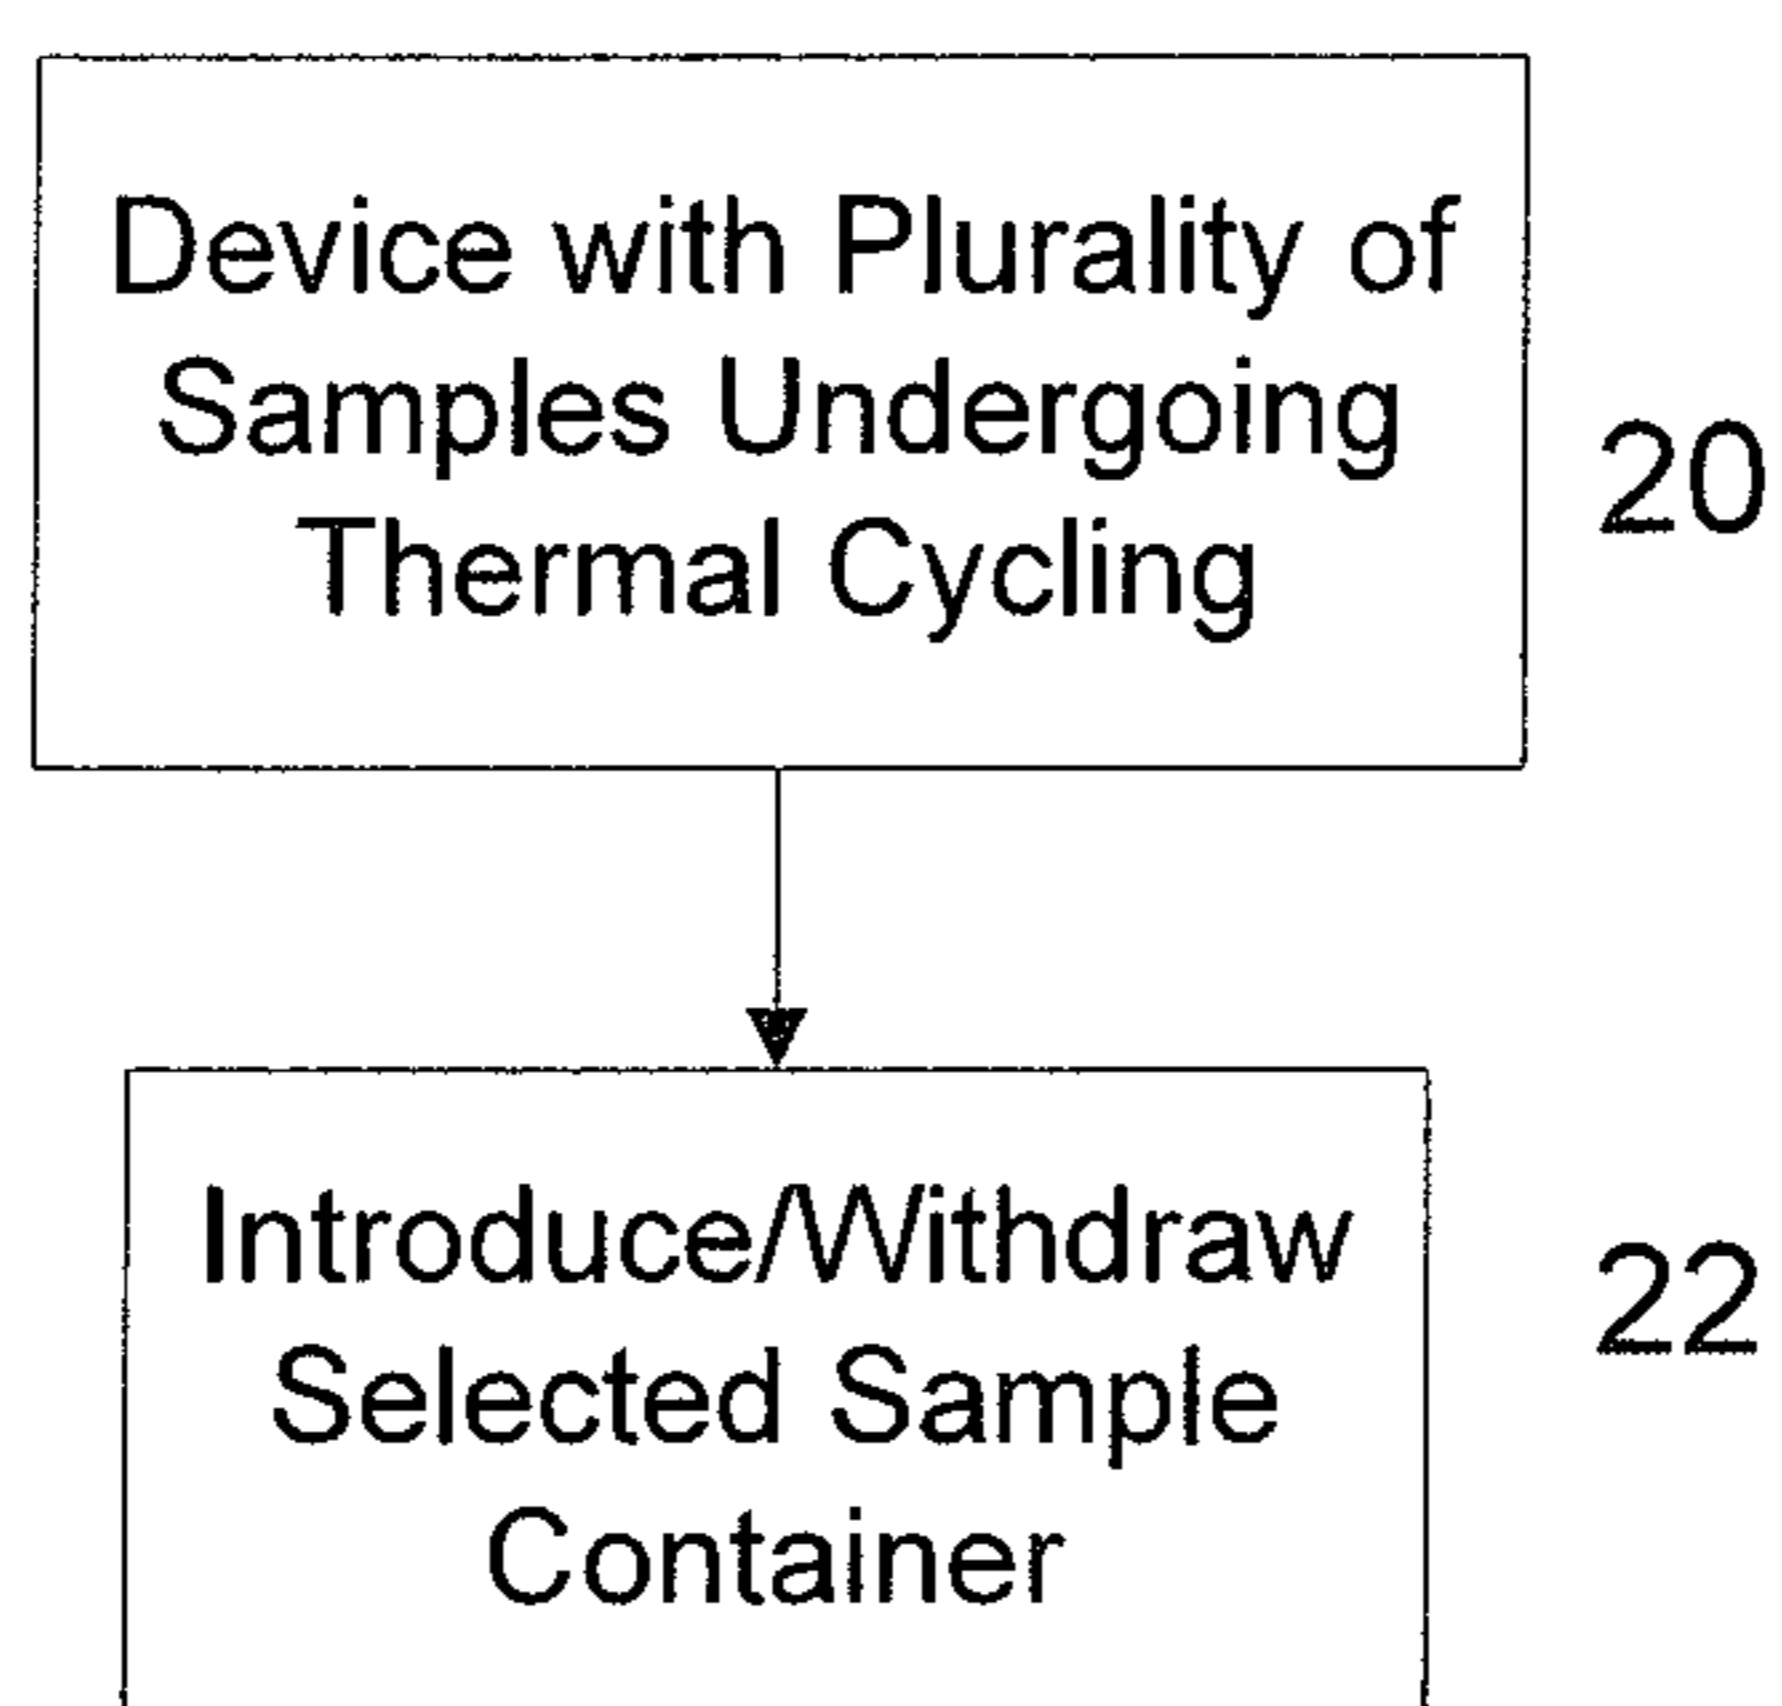 Device with Plurality of
Samples Undergoing
Thermal Cycling
20
Introduce/Withdraw
Selected Sample
Container
22